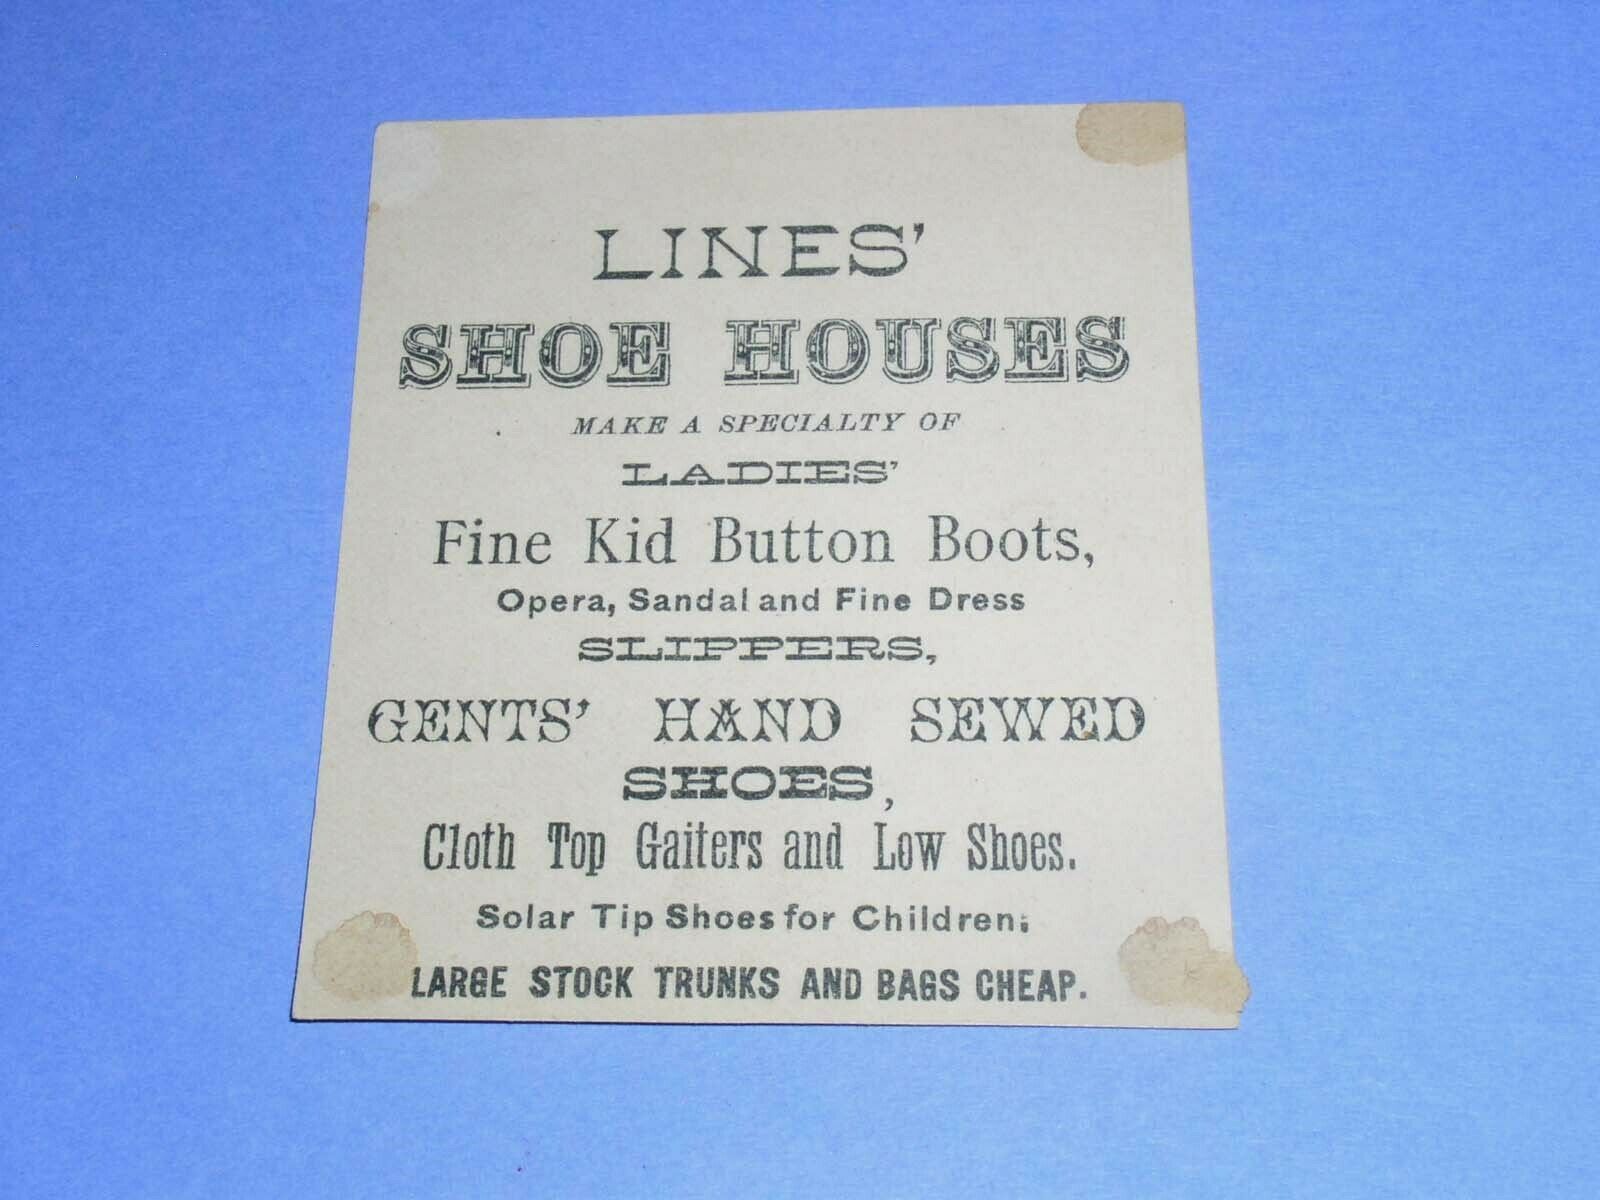 LINES'
SHOE HOUSES
MAKE A SPECIALTY OF
LADIES'
Fine Kid Button Boots,
Opera, Sandal and Fine Dress
SLIPPERS,
GENTS' HAND SEWED
SHOES,
Cloth Top Gaiters and Low Shoes.
Solar Tip Shoes for Children;
LARGE STOCK TRUNKS AND BAGS CHEAP.